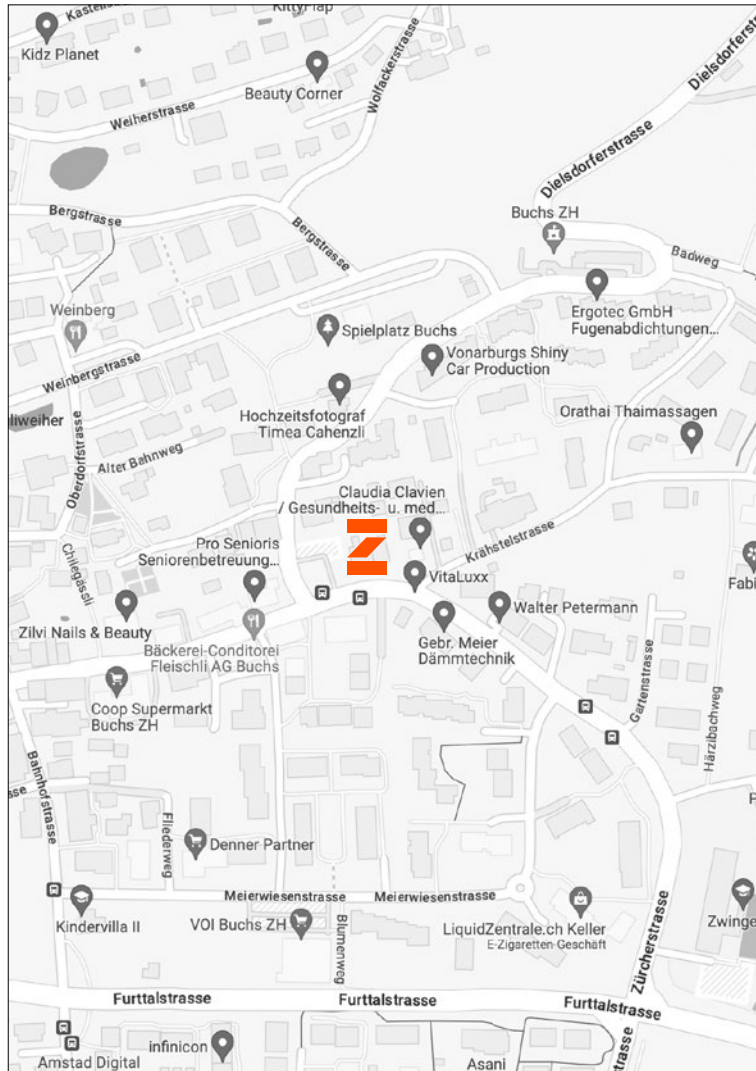 Kastellstrasse
KittyFlap
Kidz Planet
Beauty Corner
Wolfackerstrasse
Dielsdorferstrasse
Weiherstrasse
Dielsdorferstrasse
Bergstrasse
Buchs ZH
Bergstrasse
Badweg
Weinberg
Spielplatz Buchs
Ergotec GmbH
Fugenabdichtungen...
Vonarburgs Shiny
Car Production
Weinbergstrasse
Hochzeitsfotograf
Timea Cahenzli
Orathai Thaimassagen
lliweiher
Oberdorfstrasse
Alter Bahnweg
Claudia Clavien
/ Gesundheits- u. med...
Krähstelstrasse
Pro Senioris
Seniorenbetreuung...
Chilegässli
VitaLuxx
Fabi
Zilvi Nails & Beauty
Walter Petermann
Bäckerei-Conditorei
Fleischli AG Buchs
Gebr. Meier
Dämmtechnik
Coop Supermarkt
Buchs ZH
Gartenstrasse
Härzibachweg
Bahnhofstrasse
sse
P
Fliederweg
Denner Partner
Meierwiesenstrasse
Meierwiesenstrasse
Kindervilla II
VOI Buchs ZH
Blumenweg
LiquidZentrale.ch Keller
E-Zigaretten-Geschäft
Zwinge
Zürcherstrasse
Furttalstrasse
Furttalstrasse
Furttalstrasse
infinicon
Amstad Digital
Asani
trasse